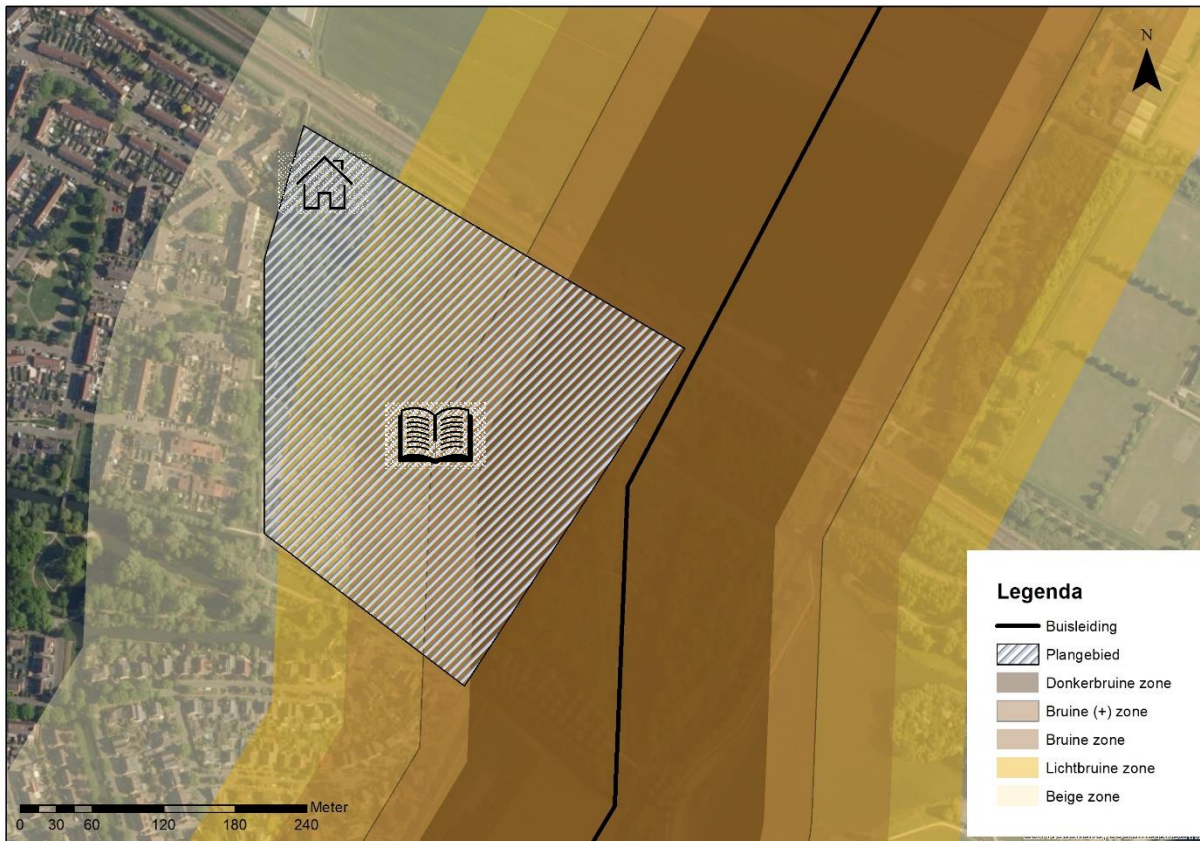 N
Legenda
Buisleiding
Plangebied
Donkerbruine zone
Bruine (+) zone
Bruine zone
Lichtbruine zone
Beige zone
Meter
0 30 60 120 180 240